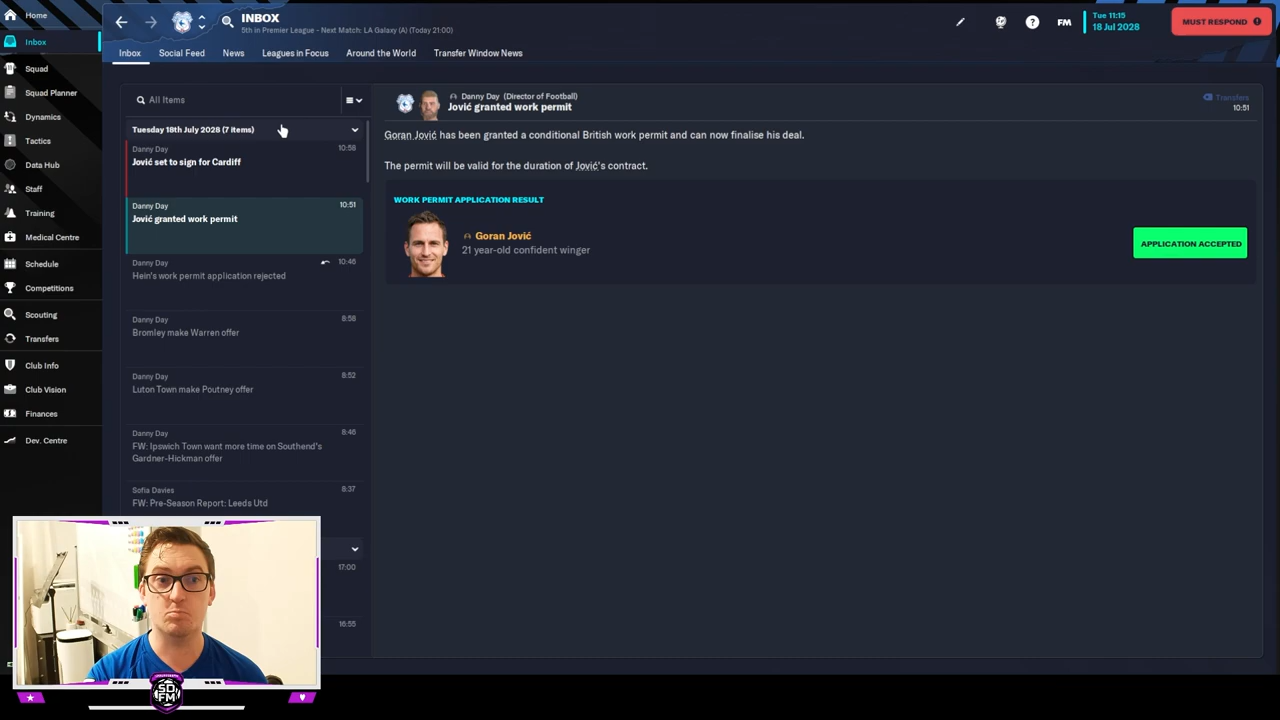 Home
Inbox
Squad
Squad Planner
Dynamics
Tactics
Data Hub
Staff
Training
Medical Centre
Schedule
Competitions
Scouting
Transfers
Club Info
Club Vision
Finances
Dev. Centre
INBOX
5th in Premier League - Next Match: LA Galaxy (A) (Today 21:00)
FM
Tue 11:15
18 Jul 2028
MUST RESPOND
Inbox
Social Feed
News
Leagues in Focus
Around the World
Transfer Window News
All Items
Tuesday 18th July 2028 (7 items)
Danny Day 10:58
Jović set to sign for Cardiff
Danny Day 10:51
Jović granted work permit
Danny Day 10:46
Hein's work permit application rejected
Danny Day 8:58
Bromley make Warren offer
Danny Day 8:52
Luton Town make Poutney offer
Danny Day 8:46
FW: Ipswich Town want more time on Southend's
Gardner-Hickman offer
Sofia Davies 8:37
FW: Pre-Season Report: Leeds Utd
17:00
16:55
Danny Day (Director of Football)
Jović granted work permit
Transfers
10:51
Goran Jović has been granted a conditional British work permit and can now finalise his deal.
The permit will be valid for the duration of Jović's contract.
WORK PERMIT APPLICATION RESULT
Goran Jović
21 year-old confident winger
APPLICATION ACCEPTED
SD
FM